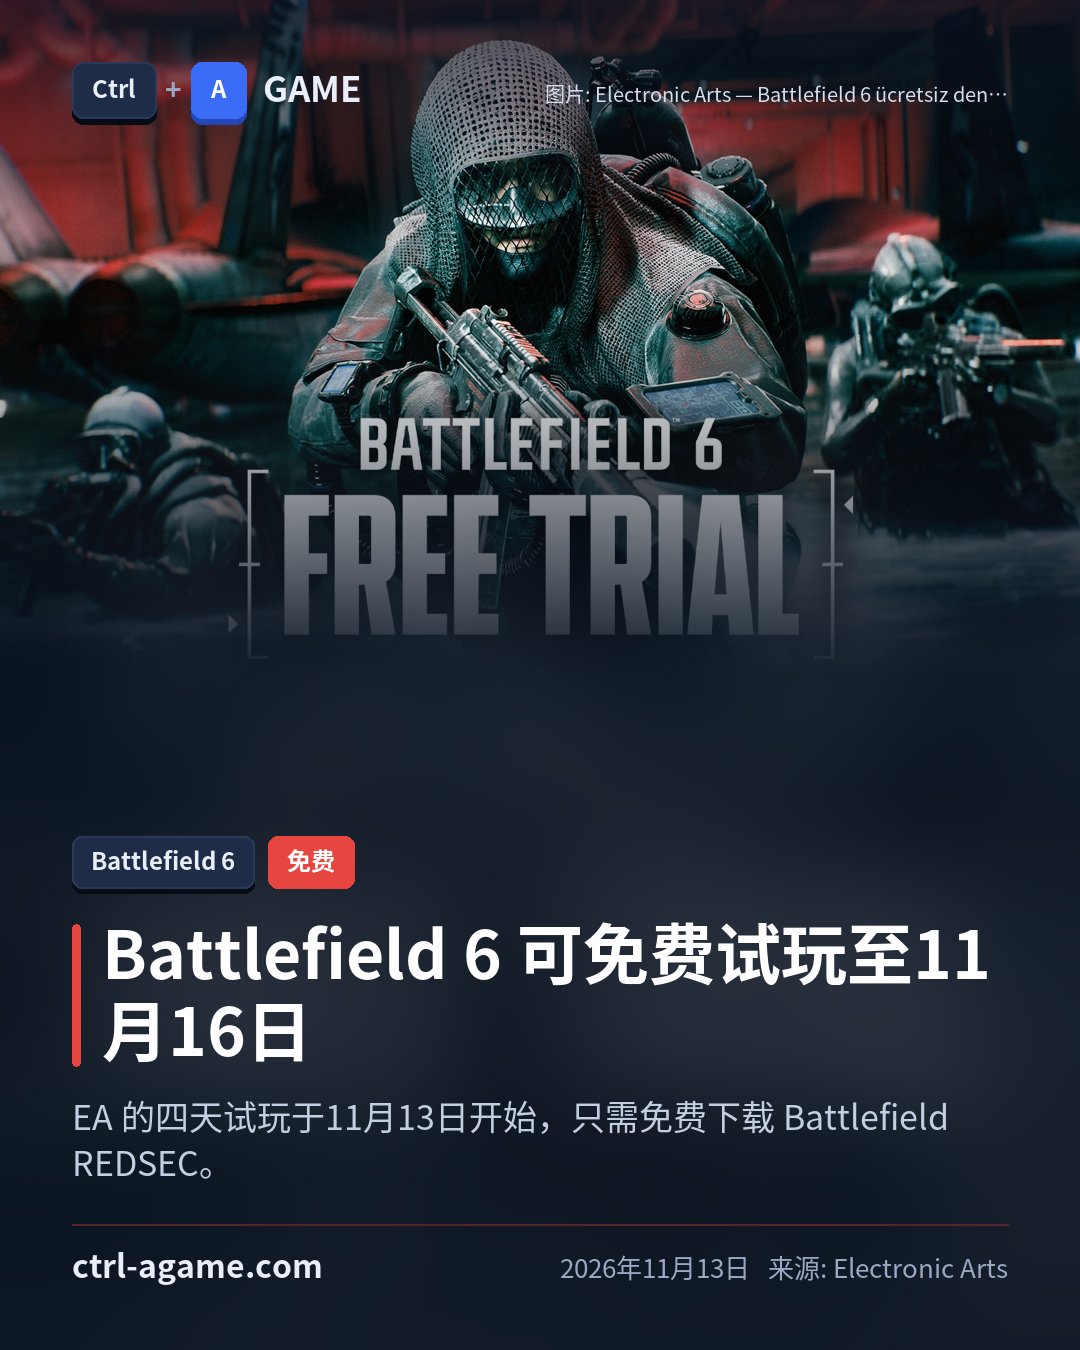 Ctrl + A GAME
图片: Electronic Arts — Battlefield 6 ücretsiz den…
BATTLEFIELD™ 6
FREE TRIAL
Battlefield 6 免费
Battlefield 6 可免费试玩至11
月16日
EA 的四天试玩于11月13日开始，只需免费下载 Battlefield
REDSEC。
ctrl-agame.com
2026年11月13日 来源: Electronic Arts